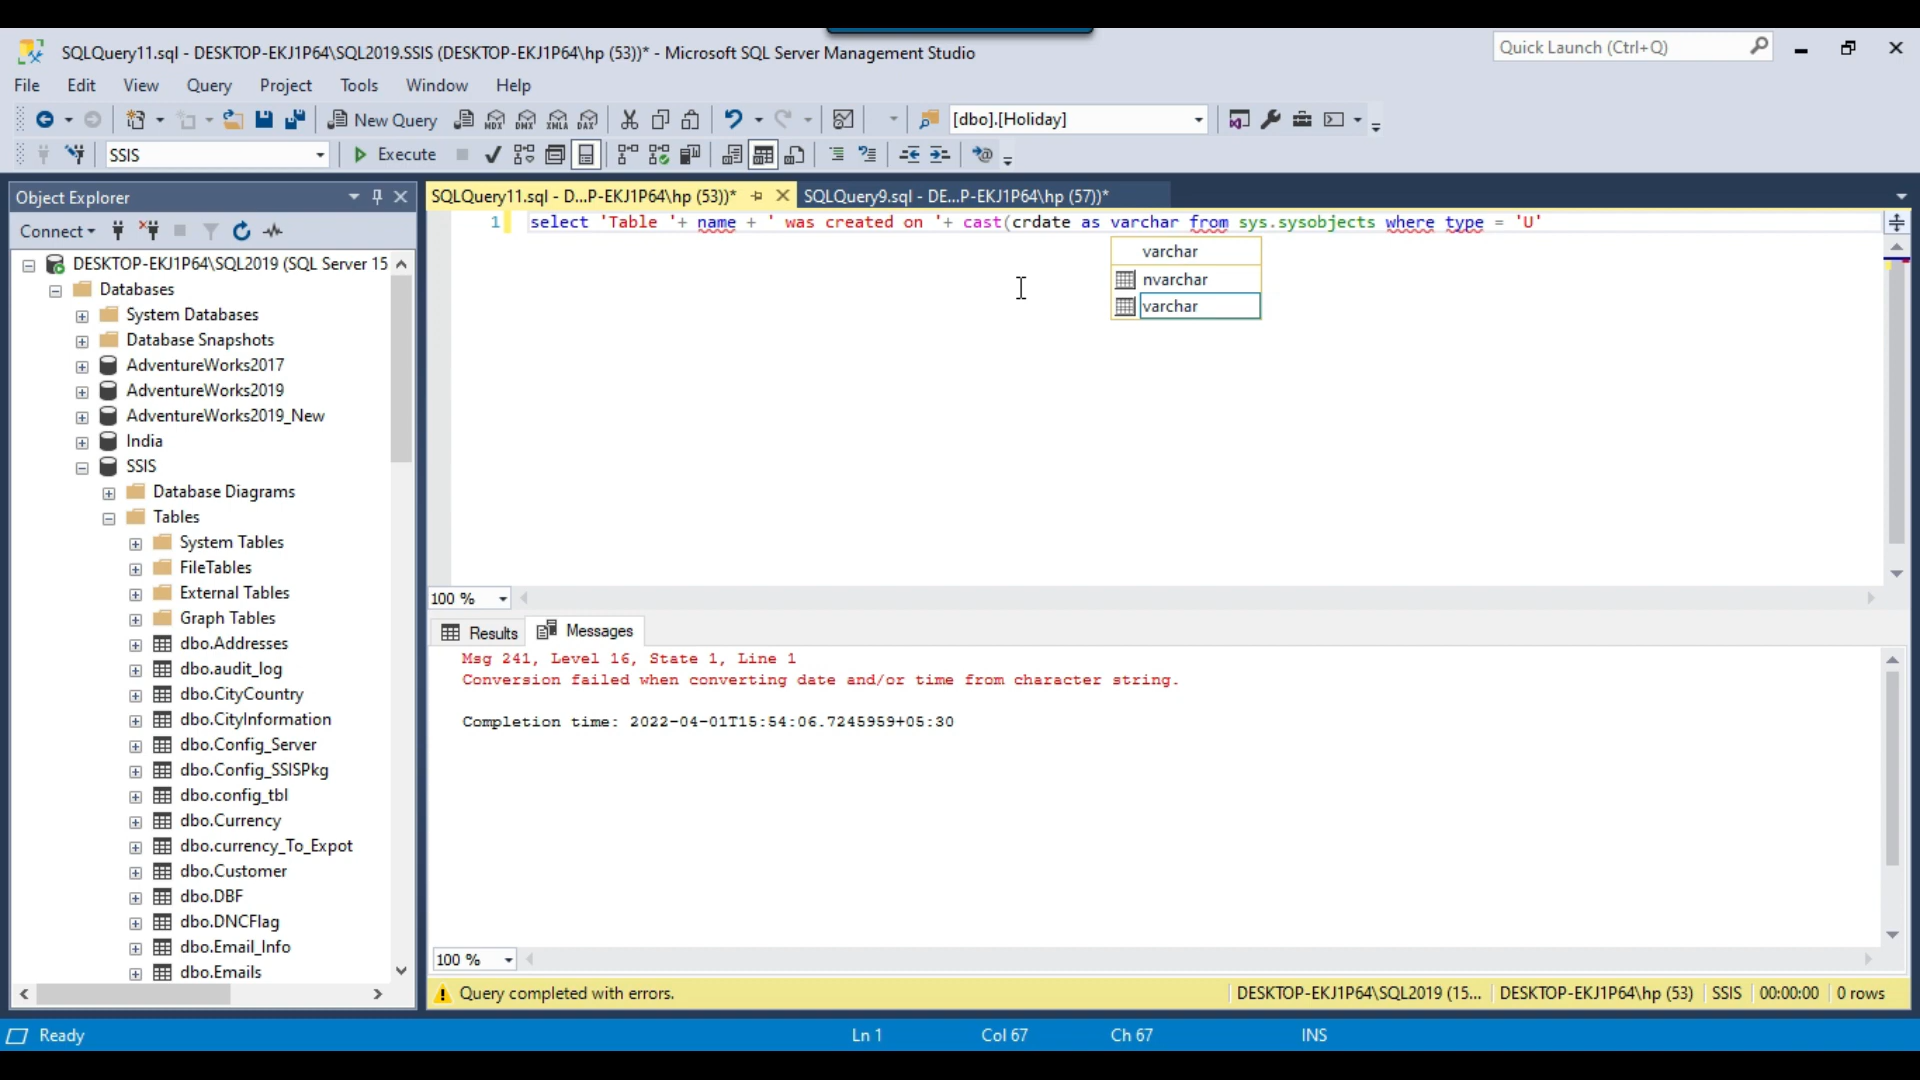 SQLQuery11.sql - DESKTOP-EKJ1P64\SQL2019.SSIS (DESKTOP-EKJ1P64\hp (53))* - Microsoft SQL Server Management Studio
Quick Launch (Ctrl+Q)
File Edit View Query Project Tools Window Help
New Query
MDX DMX XMLA DAX
[dbo].[Holiday]
SSIS
Execute
Object Explorer
SQLQuery11.sql - D...P-EKJ1P64\hp (53))*
SQLQuery9.sql - DE...P-EKJ1P64\hp (57))*
Connect
DESKTOP-EKJ1P64\SQL2019 (SQL Server 15
Databases
System Databases
Database Snapshots
AdventureWorks2017
AdventureWorks2019
AdventureWorks2019_New
India
SSIS
Database Diagrams
Tables
System Tables
FileTables
External Tables
Graph Tables
dbo.Addresses
dbo.audit_log
dbo.CityCountry
dbo.CityInformation
dbo.Config_Server
dbo.Config_SSISPkg
dbo.config_tbl
dbo.Currency
dbo.currency_To_Expot
dbo.Customer
dbo.DBF
dbo.DNCFlag
dbo.Email_Info
dbo.Emails
1 select 'Table '+ name + ' was created on '+ cast(crdate as varchar from sys.sysobjects where type = 'U'
varchar
nvarchar
varchar
100 %
Results Messages
Msg 241, Level 16, State 1, Line 1
Conversion failed when converting date and/or time from character string.
Completion time: 2022-04-01T15:54:06.7245959+05:30
100 %
Query completed with errors.
DESKTOP-EKJ1P64\SQL2019 (15... DESKTOP-EKJ1P64\hp (53) SSIS 00:00:00 0 rows
Ready Ln 1 Col 67 Ch 67 INS